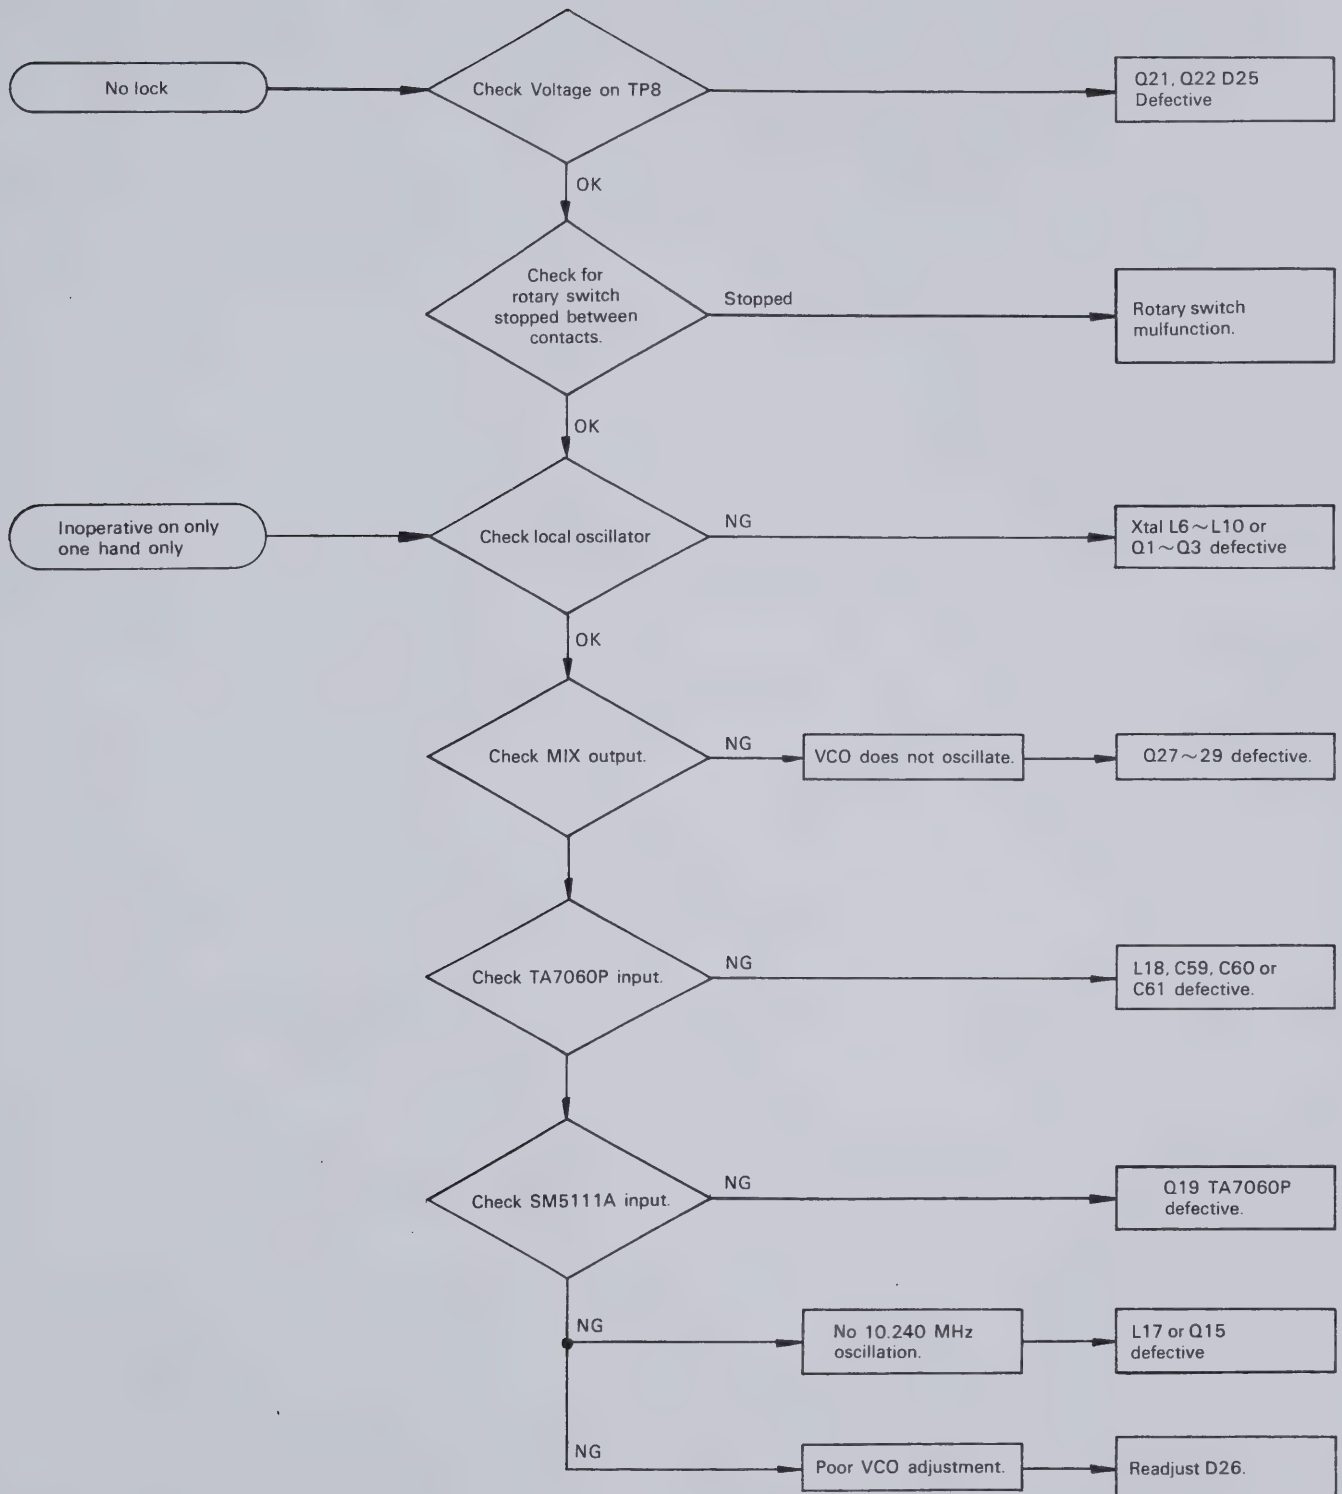 No lock
Check Voltage on TP8
Q21, Q22 D25
Defective
OK
Check for
rotary switch
stopped between
contacts.
Stopped
Rotary switch
mulfunction.
OK
Inoperative on only
one hand only
Check local oscillator
NG
Xtal L6~L10 or
Q1~Q3 defective
OK
Check MIX output.
NG
VCO does not oscillate.
Q27~29 defective.
Check TA7060P input.
NG
L18, C59, C60 or
C61 defective.
Check SM5111A input.
NG
Q19 TA7060P
defective.
NG
No 10.240 MHz
oscillation.
L17 or Q15
defective
NG
Poor VCO adjustment.
Readjust D26.